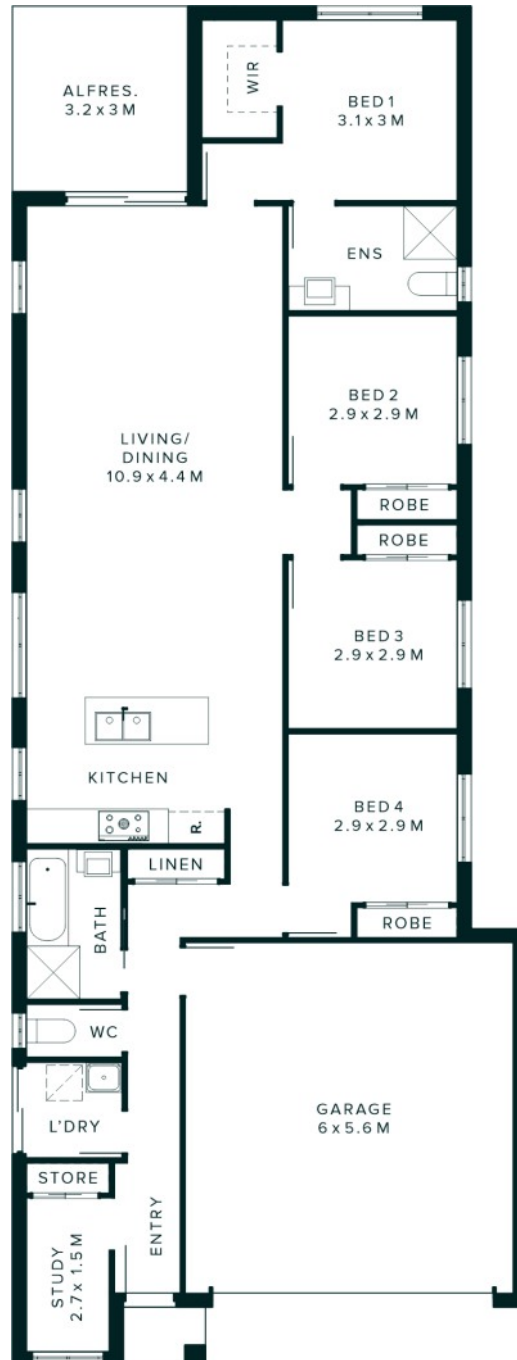 ALFRES.
3.2 x 3 M
WIR
BED 1
3.1 x 3 M
ENS
BED 2
2.9 x 2.9 M
LIVING/
DINING
10.9 x 4.4 M
ROBE
ROBE
BED 3
2.9 x 2.9 M
KITCHEN
BED 4
2.9 x 2.9 M
R.
LINEN
BATH
ROBE
WC
GARAGE
6 x 5.6 M
L'DRY
STORE
ENTRY
STUDY
2.7 x 1.5 M